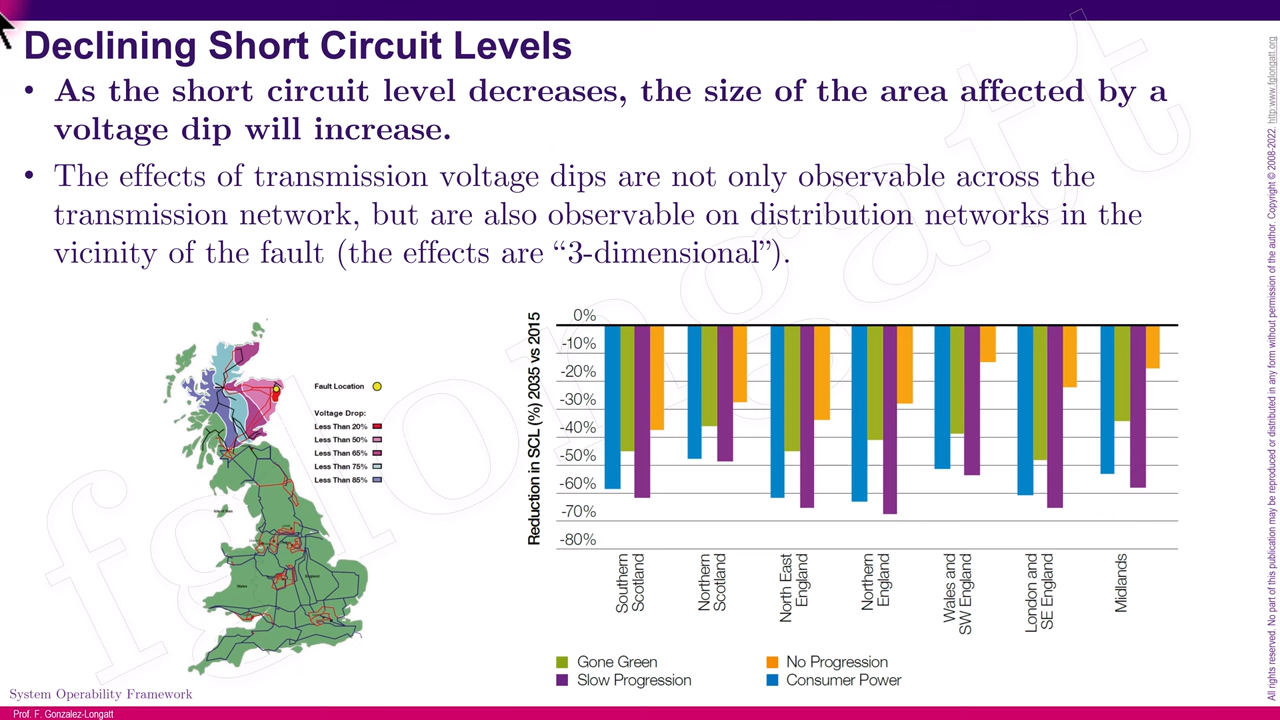 Declining Short Circuit Levels
• As the short circuit level decreases, the size of the area affected by a
voltage dip will increase.
• The effects of transmission voltage dips are not only observable across the
transmission network, but are also observable on distribution networks in the
vicinity of the fault (the effects are “3-dimensional”).
Fault Location
Voltage Drop:
Less Than 20%
Less Than 50%
Less Than 65%
Less Than 75%
Less Than 85%
Wales
England
Reduction in SCL (%) 2035 vs 2015
0%
-10%
-20%
-30%
-40%
-50%
-60%
-70%
-80%
Southern
Scotland
Northern
Scotland
North East
England
Northern
England
Wales and
SW England
London and
SE England
Midlands
Gone Green
No Progression
Slow Progression
Consumer Power
System Operability Framework
Prof. F. Gonzalez-Longatt
All rights reserved. No part of this publication may be reproduced or distributed in any form without permission of the author. Copyright © 2008-2022. http:www.fglongatt.org
fglongatt